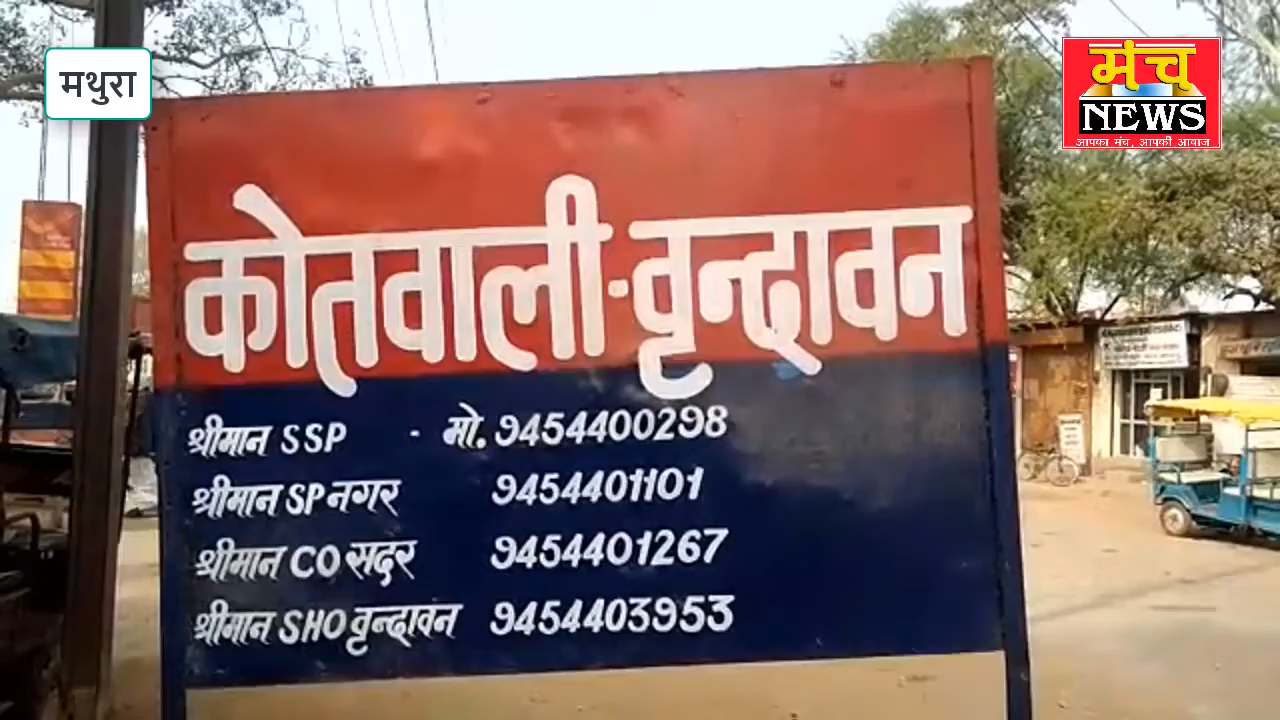 मथुरा
मंच
NEWS
आपका मंच, आपकी आवाज
कोतवाली-वृन्दावन
श्रीमान SSP - मो. 9454400298
श्रीमान SP नगर 9454401101
श्रीमान CO सदर 9454401267
श्रीमान SHO वृन्दावन 9454403953